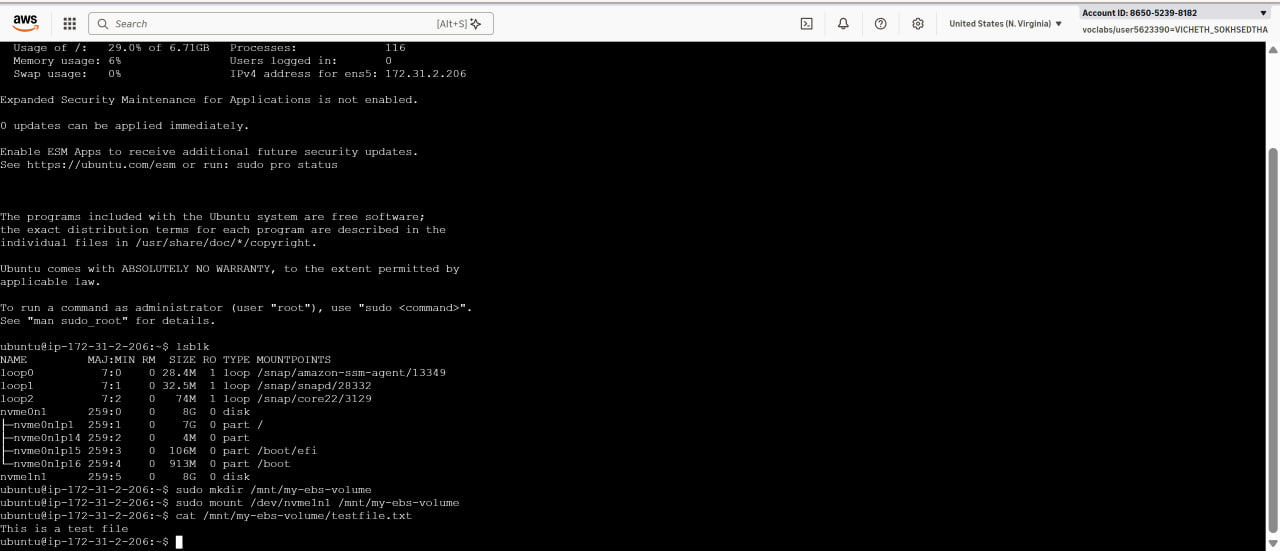 aws Search [Alt+S] United States (N. Virginia) ▼ Account ID: 8650-5239-8182 ▼
voclabs/user5623390=VICHETH_SOKHSEDTHA
Usage of /: 29.0% of 6.71GB Processes: 116
Memory usage: 6% Users logged in: 0
Swap usage: 0% IPv4 address for ens5: 172.31.2.206
Expanded Security Maintenance for Applications is not enabled.
0 updates can be applied immediately.
Enable ESM Apps to receive additional future security updates.
See https://ubuntu.com/esm or run: sudo pro status
The programs included with the Ubuntu system are free software;
the exact distribution terms for each program are described in the
individual files in /usr/share/doc/*/copyright.
Ubuntu comes with ABSOLUTELY NO WARRANTY, to the extent permitted by
applicable law.
To run a command as administrator (user "root"), use "sudo <command>".
See "man sudo_root" for details.
ubuntu@ip-172-31-2-206:~$ lsblk
NAME MAJ:MIN RM SIZE RO TYPE MOUNTPOINTS
loop0 7:0 0 28.4M 1 loop /snap/amazon-ssm-agent/13349
loop1 7:1 0 32.5M 1 loop /snap/snapd/28332
loop2 7:2 0 74M 1 loop /snap/core22/3129
nvme0n1 259:0 0 8G 0 disk
├─nvme0n1p1 259:1 0 7G 0 part /
├─nvme0n1p14 259:2 0 4M 0 part
├─nvme0n1p15 259:3 0 106M 0 part /boot/efi
└─nvme0n1p16 259:4 0 913M 0 part /boot
nvme1n1 259:5 0 8G 0 disk
ubuntu@ip-172-31-2-206:~$ sudo mkdir /mnt/my-ebs-volume
ubuntu@ip-172-31-2-206:~$ sudo mount /dev/nvme1n1 /mnt/my-ebs-volume
ubuntu@ip-172-31-2-206:~$ cat /mnt/my-ebs-volume/testfile.txt
This is a test file
ubuntu@ip-172-31-2-206:~$